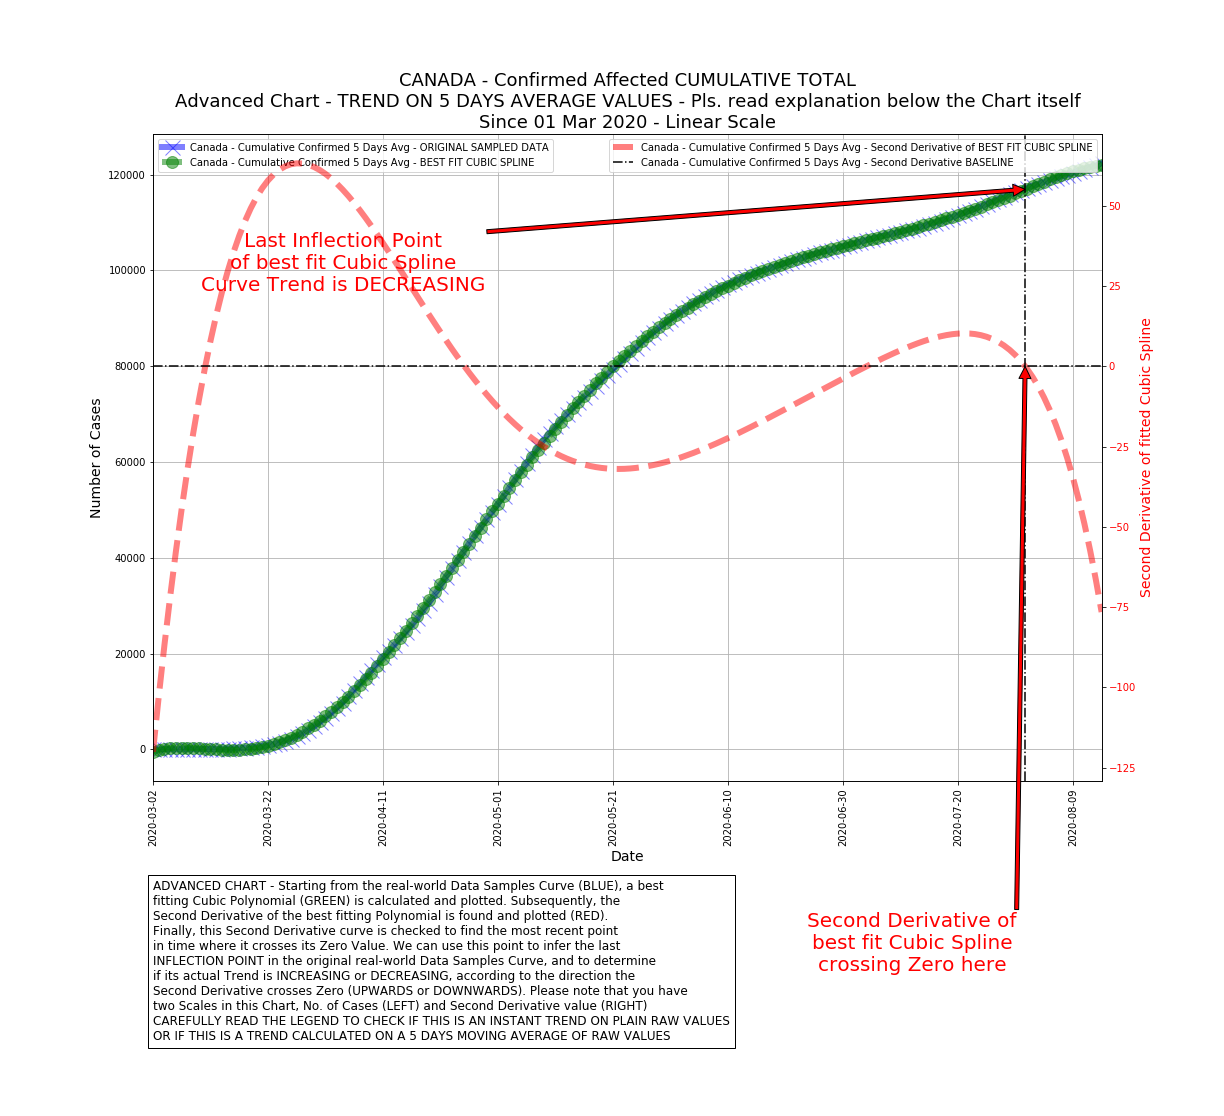 CANADA - Confirmed Affected CUMULATIVE TOTAL
Advanced Chart - TREND ON 5 DAYS AVERAGE VALUES - Pls. read explanation below the Chart itself
Since 01 Mar 2020 - Linear Scale
Canada - Cumulative Confirmed 5 Days Avg - ORIGINAL SAMPLED DATA
Canada - Cumulative Confirmed 5 Days Avg - BEST FIT CUBIC SPLINE
Canada - Cumulative Confirmed 5 Days Avg - Second Derivative of BEST FIT CUBIC SPLINE
Canada - Cumulative Confirmed 5 Days Avg - Second Derivative BASELINE
Last Inflection Point
of best fit Cubic Spline
Curve Trend is DECREASING
Number of Cases
120000
100000
80000
60000
40000
20000
0
50
25
0
−25
−50
−75
−100
−125
Second Derivative of fitted Cubic Spline
2020-03-02
2020-03-22
2020-04-11
2020-05-01
2020-05-21
2020-06-10
2020-06-30
2020-07-20
2020-08-09
Date
ADVANCED CHART - Starting from the real-world Data Samples Curve (BLUE), a best
fitting Cubic Polynomial (GREEN) is calculated and plotted. Subsequently, the
Second Derivative of the best fitting Polynomial is found and plotted (RED).
Finally, this Second Derivative curve is checked to find the most recent point
in time where it crosses its Zero Value. We can use this point to infer the last
INFLECTION POINT in the original real-world Data Samples Curve, and to determine
if its actual Trend is INCREASING or DECREASING, according to the direction the
Second Derivative crosses Zero (UPWARDS or DOWNWARDS). Please note that you have
two Scales in this Chart, No. of Cases (LEFT) and Second Derivative value (RIGHT)
CAREFULLY READ THE LEGEND TO CHECK IF THIS IS AN INSTANT TREND ON PLAIN RAW VALUES
OR IF THIS IS A TREND CALCULATED ON A 5 DAYS MOVING AVERAGE OF RAW VALUES
Second Derivative of
best fit Cubic Spline
crossing Zero here